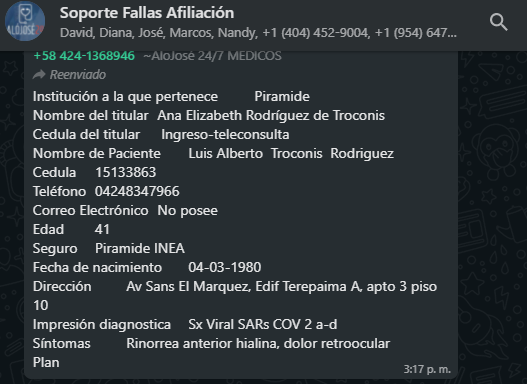 ALOJOSÉ
Soporte Fallas Afiliación
David, Diana, José, Marcos, Nandy, +1 (404) 452-9004, +1 (954) 647...
+58 424-1368946 ~AloJosé 24/7 MEDICOS
Reenviado
Institución a la que pertenece Piramide
Nombre del titular Ana Elizabeth Rodríguez de Troconis
Cedula del titular Ingreso-teleconsulta
Nombre de Paciente Luis Alberto Troconis Rodriguez
Cedula 15133863
Teléfono 04248347966
Correo Electrónico No posee
Edad 41
Seguro Piramide INEA
Fecha de nacimiento 04-03-1980
Dirección Av Sans El Marquez, Edif Terepaima A, apto 3 piso
10
Impresión diagnostica Sx Viral SARs COV 2 a-d
Síntomas Rinorrea anterior hialina, dolor retroocular
Plan
3:17 p. m.